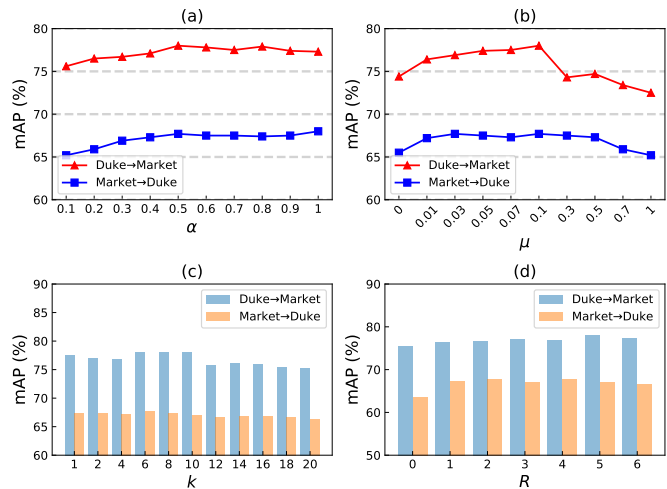 (a)
mAP (%)
80
75
70
65
60
Duke→Market
Market→Duke
0.1 0.2 0.3 0.4 0.5 0.6 0.7 0.8 0.9 1
α
(b)
mAP (%)
80
75
70
65
60
Duke→Market
Market→Duke
0 0.01 0.03 0.05 0.07 0.1 0.3 0.5 0.7 1
μ
(c)
mAP (%)
90
85
80
75
70
65
60
Duke→Market
Market→Duke
1 2 4 6 8 10 12 14 16 18 20
k
(d)
mAP (%)
90
80
70
60
50
Duke→Market
Market→Duke
0 1 2 3 4 5 6
R